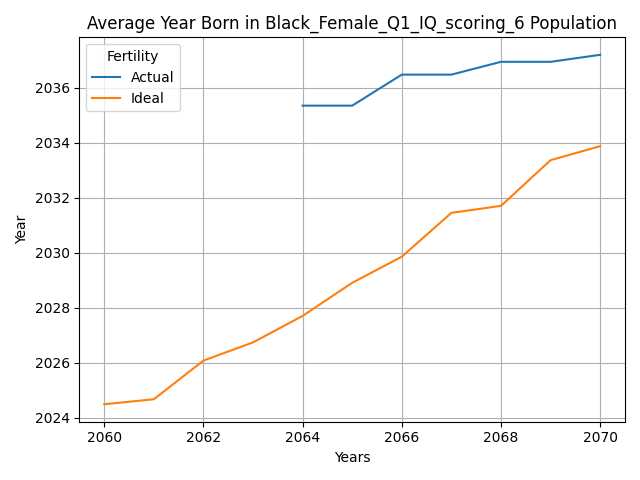 Average Year Born in Black_Female_Q1_IQ_scoring_6 Population
Fertility
Actual
Ideal
2036
2034
2032
2030
2028
2026
2024
Year
2060 2062 2064 2066 2068 2070
Years